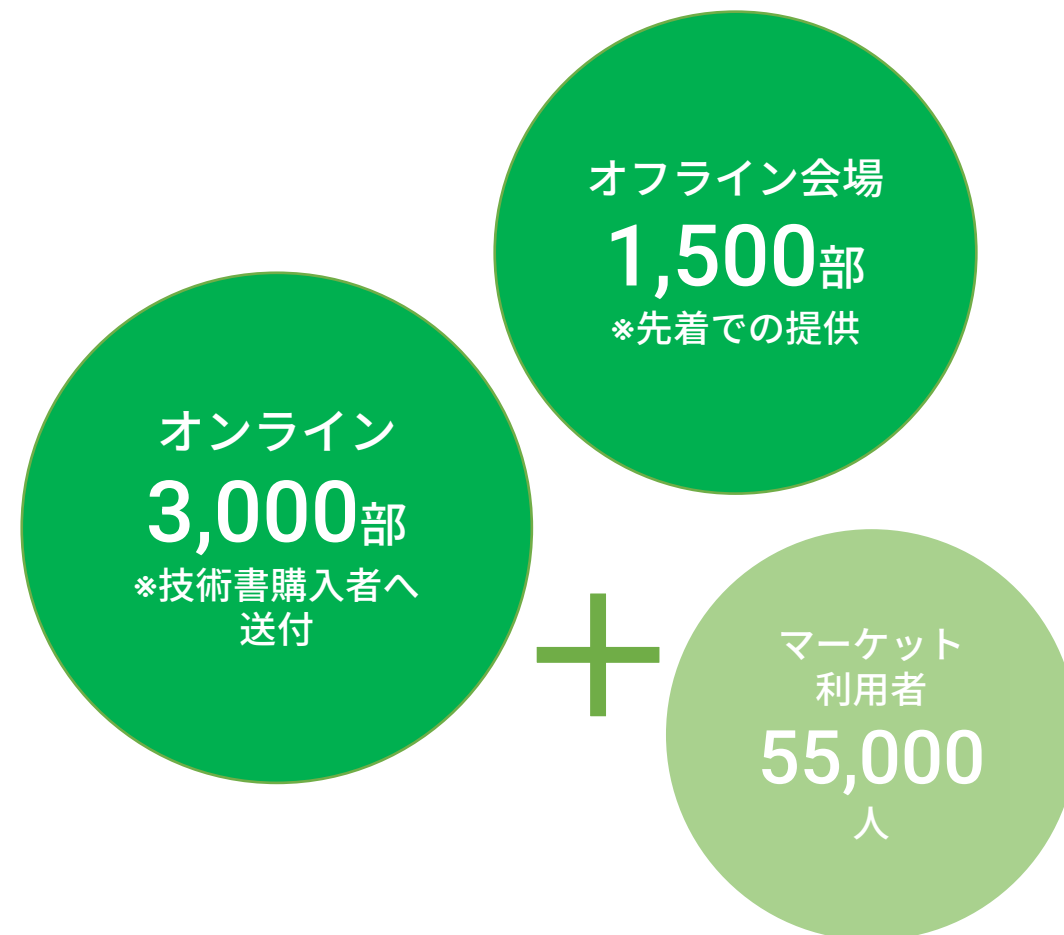 オフライン会場
1,500部
※先着での提供
オンライン
3,000部
※技術書購入者へ
送付
マーケット
利用者
55,000
人